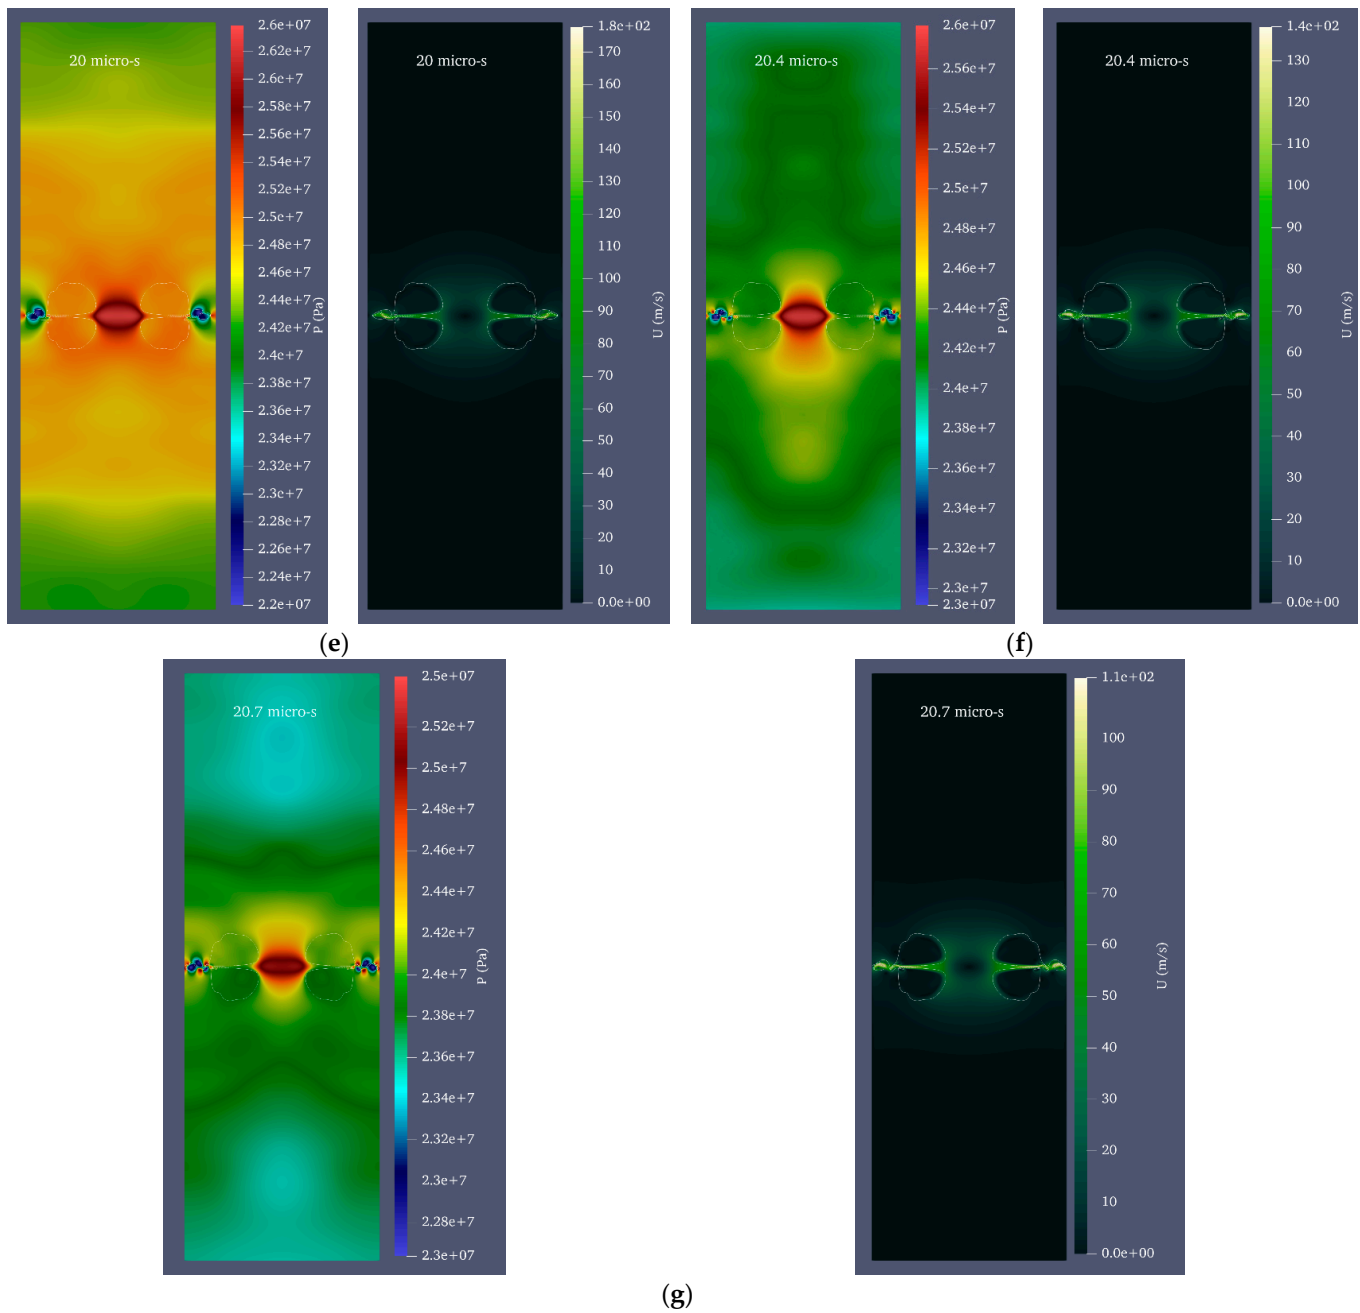 20 micro-s
2.6e+07
2.62e+7
2.6e+7
2.58e+7
2.56e+7
2.54e+7
2.52e+7
2.5e+7
2.48e+7
2.46e+7
2.44e+7
2.42e+7
2.4e+7
2.38e+7
2.36e+7
2.34e+7
2.32e+7
2.3e+7
2.28e+7
2.26e+7
2.24e+7
2.2e+07
P (Pa)
20 micro-s
1.8e+02
170
160
150
140
130
120
110
100
90
80
70
60
50
40
30
20
10
0.0e+00
U (m/s)
20.4 micro-s
2.6e+07
2.56e+7
2.54e+7
2.52e+7
2.5e+7
2.48e+7
2.46e+7
2.44e+7
2.42e+7
2.4e+7
2.38e+7
2.36e+7
2.34e+7
2.32e+7
2.3e+7
2.3e+07
P (Pa)
20.4 micro-s
1.4e+02
130
120
110
100
90
80
70
60
50
40
30
20
10
0.0e+00
U (m/s)
(e)
(f)
20.7 micro-s
2.5e+07
2.52e+7
2.5e+7
2.48e+7
2.46e+7
2.44e+7
2.42e+7
2.4e+7
2.38e+7
2.36e+7
2.34e+7
2.32e+7
2.3e+7
2.28e+7
2.3e+07
P (Pa)
20.7 micro-s
1.1e+02
100
90
80
70
60
50
40
30
20
10
0.0e+00
U (m/s)
(g)